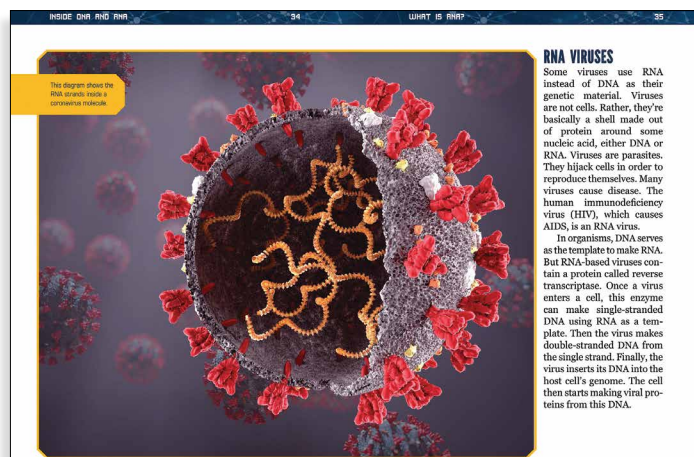 INSIDE DNA AND RNA
34
WHAT IS RNA?
35
This diagram shows the
RNA strands inside a
coronavirus molecule.
RNA VIRUSES
Some viruses use RNA
instead of DNA as their
genetic material. Viruses
are not cells. Rather, they're
basically a shell made out
of protein around some
nucleic acid, either DNA or
RNA. Viruses are parasites.
They hijack cells in order to
reproduce themselves. Many
viruses cause disease. The
human immunodeficiency
virus (HIV), which causes
AIDS, is an RNA virus.
In organisms, DNA serves
as the template to make RNA.
But RNA-based viruses con-
tain a protein called reverse
transcriptase. Once a virus
enters a cell, this enzyme
can make single-stranded
DNA using RNA as a tem-
plate. Then the virus makes
double-stranded DNA from
the single strand. Finally, the
virus inserts its DNA into the
host cell's genome. The cell
then starts making viral pro-
teins from this DNA.